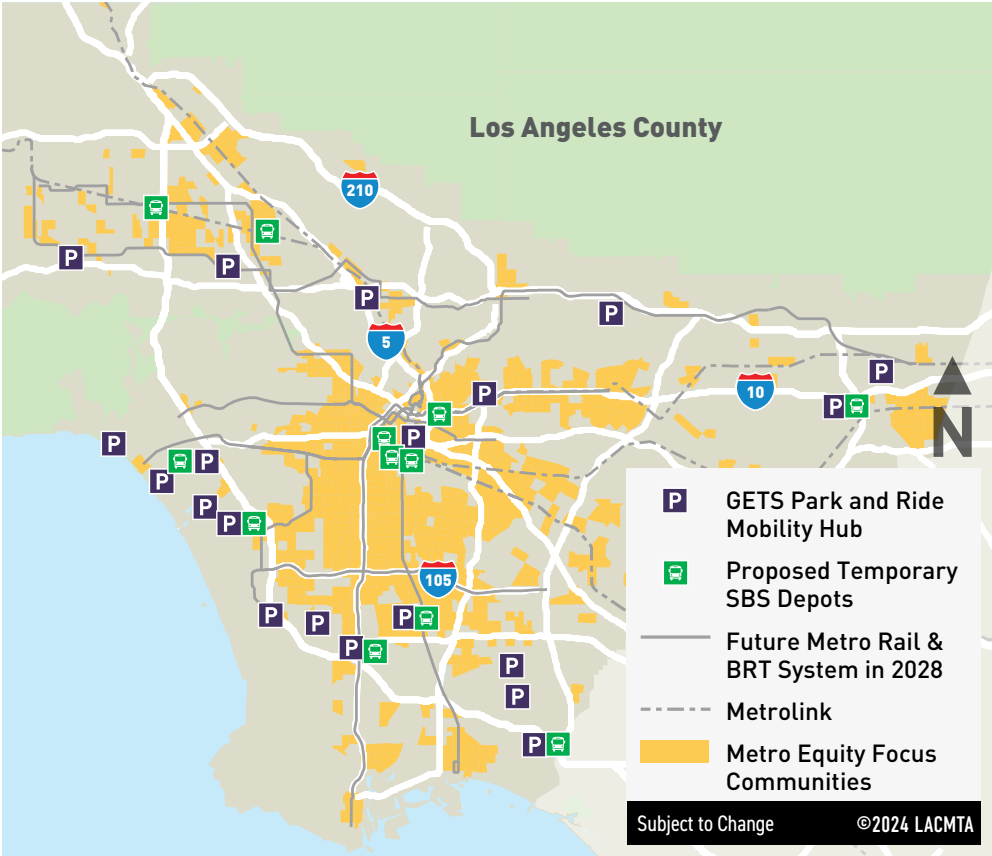 Los Angeles County
210
P
P
P
P
5
P
10
P
P
P
P
P
P
P
P
P
105
P
P
P
P
P
P
P
N
P GETS Park and Ride
Mobility Hub
Proposed Temporary
SBS Depots
Future Metro Rail &
BRT System in 2028
Metrolink
Metro Equity Focus
Communities
Subject to Change ©2024 LACMTA